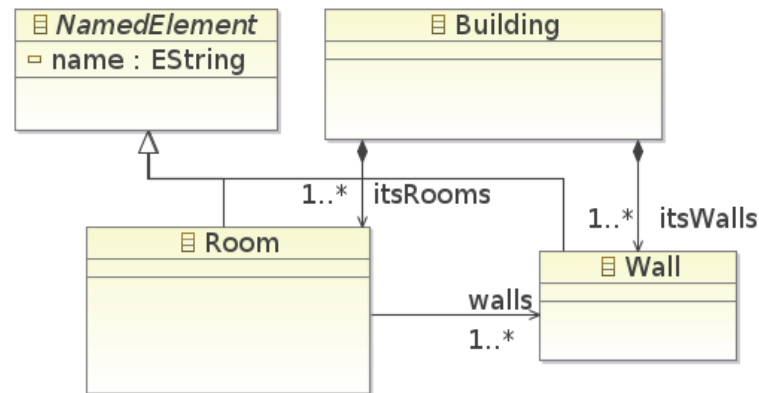 NamedElement
name : EString
Building
1..* itsRooms
1..* itsWalls
Room
Wall
walls
1..*